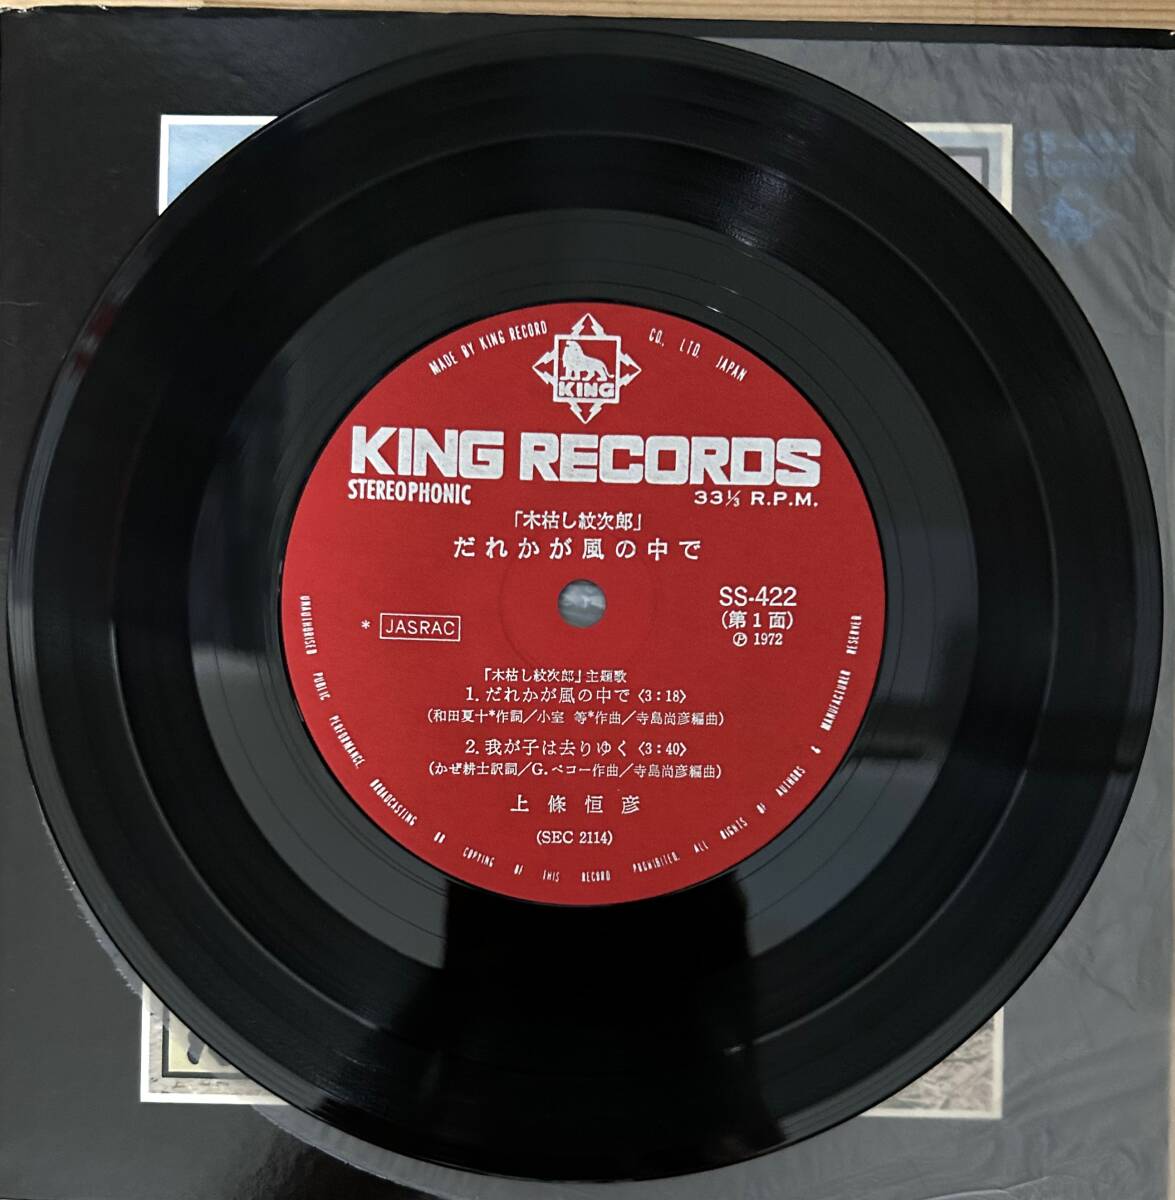 MADE BY KING RECORD CO, LTD. JAPAN
KING
KING RECORDS
STEREOPHONIC
33⅓ R.P.M.
「木枯し紋次郎」
だれかが風の中で
* JASRAC
SS-422
(第1面)
Ⓟ 1972
『木枯し紋次郎』主題歌
1. だれかが風の中で〈3:18〉
(和田夏十*作詞/小室 等*作曲/寺島尚彦編曲)
2. 我が子は去りゆく〈3:40〉
(かぜ耕士訳詞/G. ベコー作曲/寺島尚彦編曲)
上條恒彦
(SEC 2114)
UNAUTHORISED PUBLIC PERFORMANCE, BROADCASTING OR COPYING OF THIS RECORD PROHIBITED. ALL RIGHTS OF AUTHORS & MANUFACTURER RESERVED
stereo